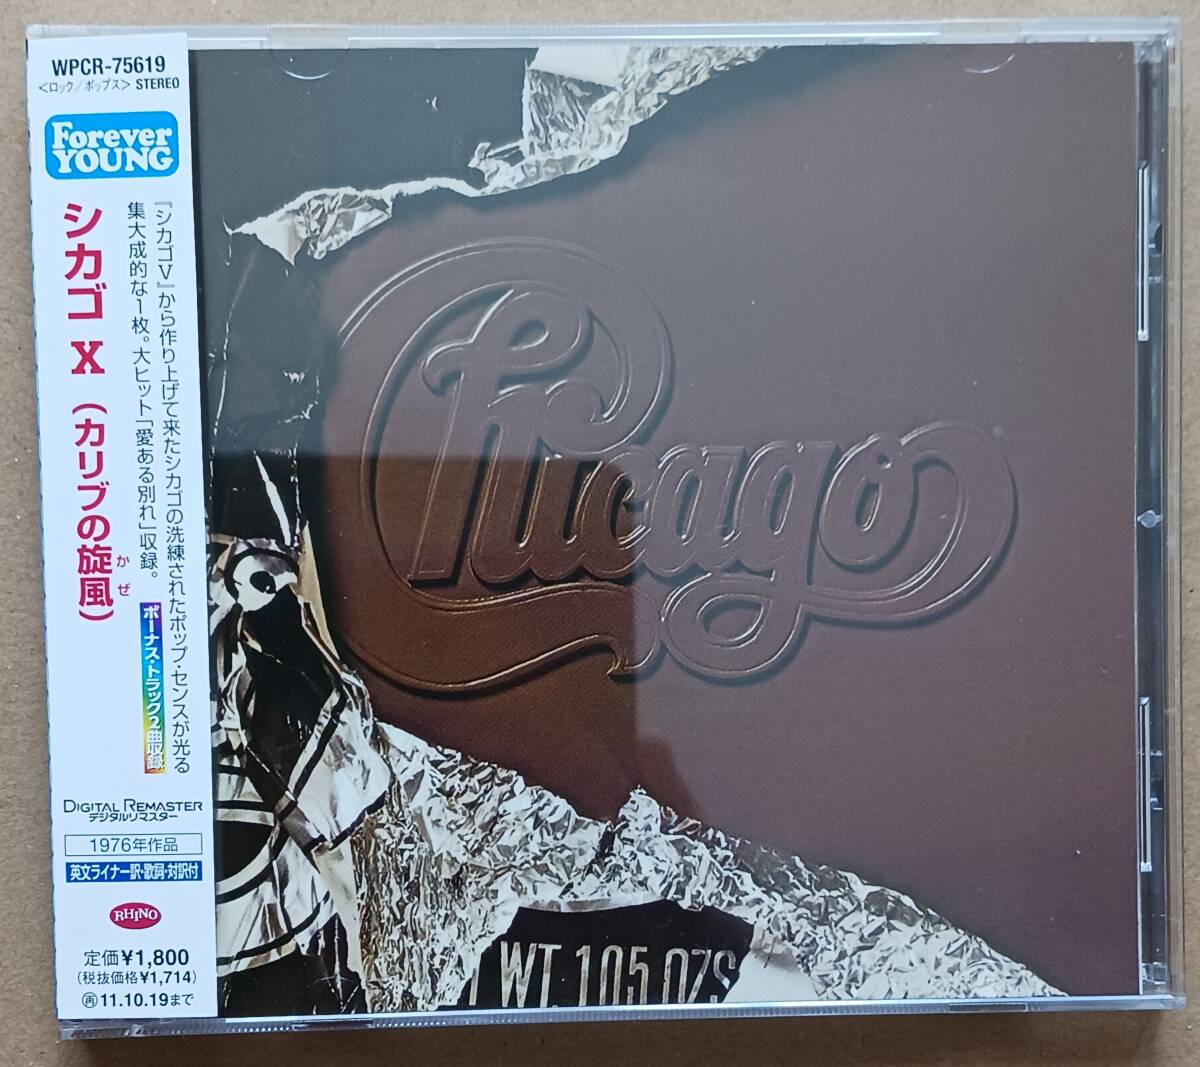 WPCR-75619
<ロック/ポップス> STEREO
Forever
YOUNG
シカゴ X (カリブの旋風)
かぜ
『シカゴV』から作り上げて来たシカゴの洗練されたポップ・センスが光る
集大成的な1枚。大ヒット「愛ある別れ」収録。
ボーナス・トラック2曲収録
DIGITAL REMASTER
デジタルリマスター
1976年作品
英文ライナー訳・歌詞・対訳付
RHINO
定価¥1,800
(税抜価格¥1,714)
再 11.10.19まで
Chicago
WT. 105 OZS